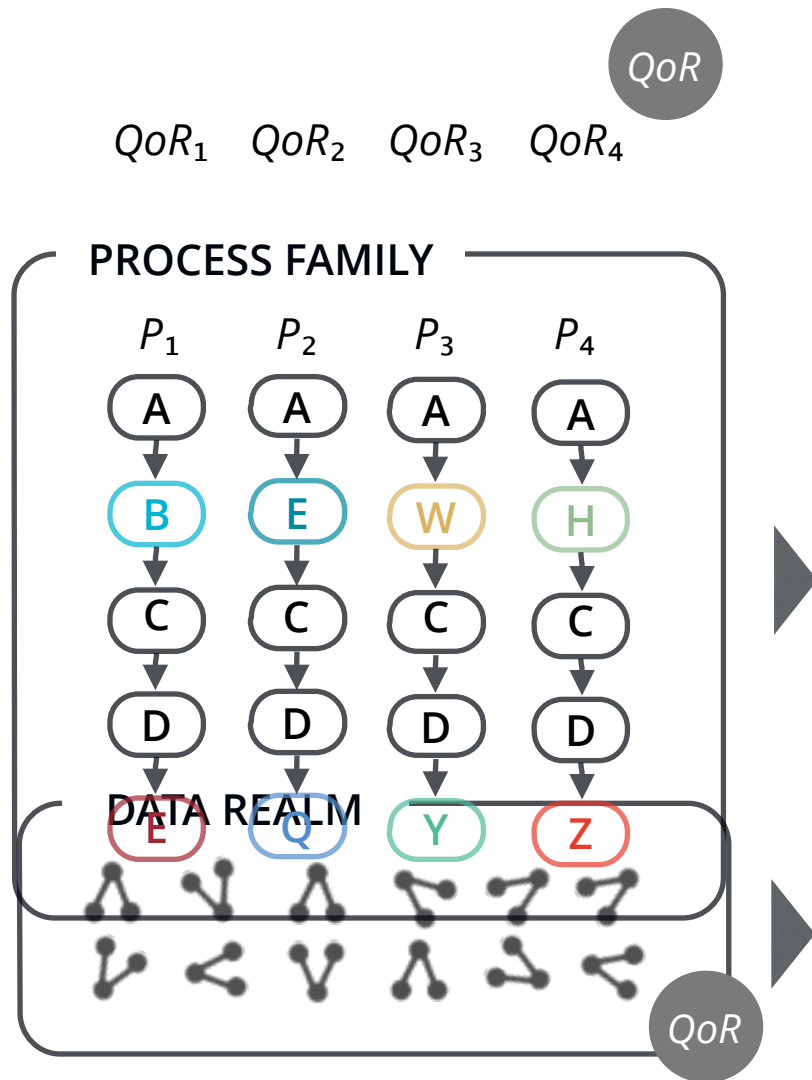 QoR
QoR₁ QoR₂ QoR₃ QoR₄
PROCESS FAMILY
P₁ P₂ P₃ P₄
A A A A
B E W H
C C C C
D D D D
DATA REALM
E Q Y Z
QoR